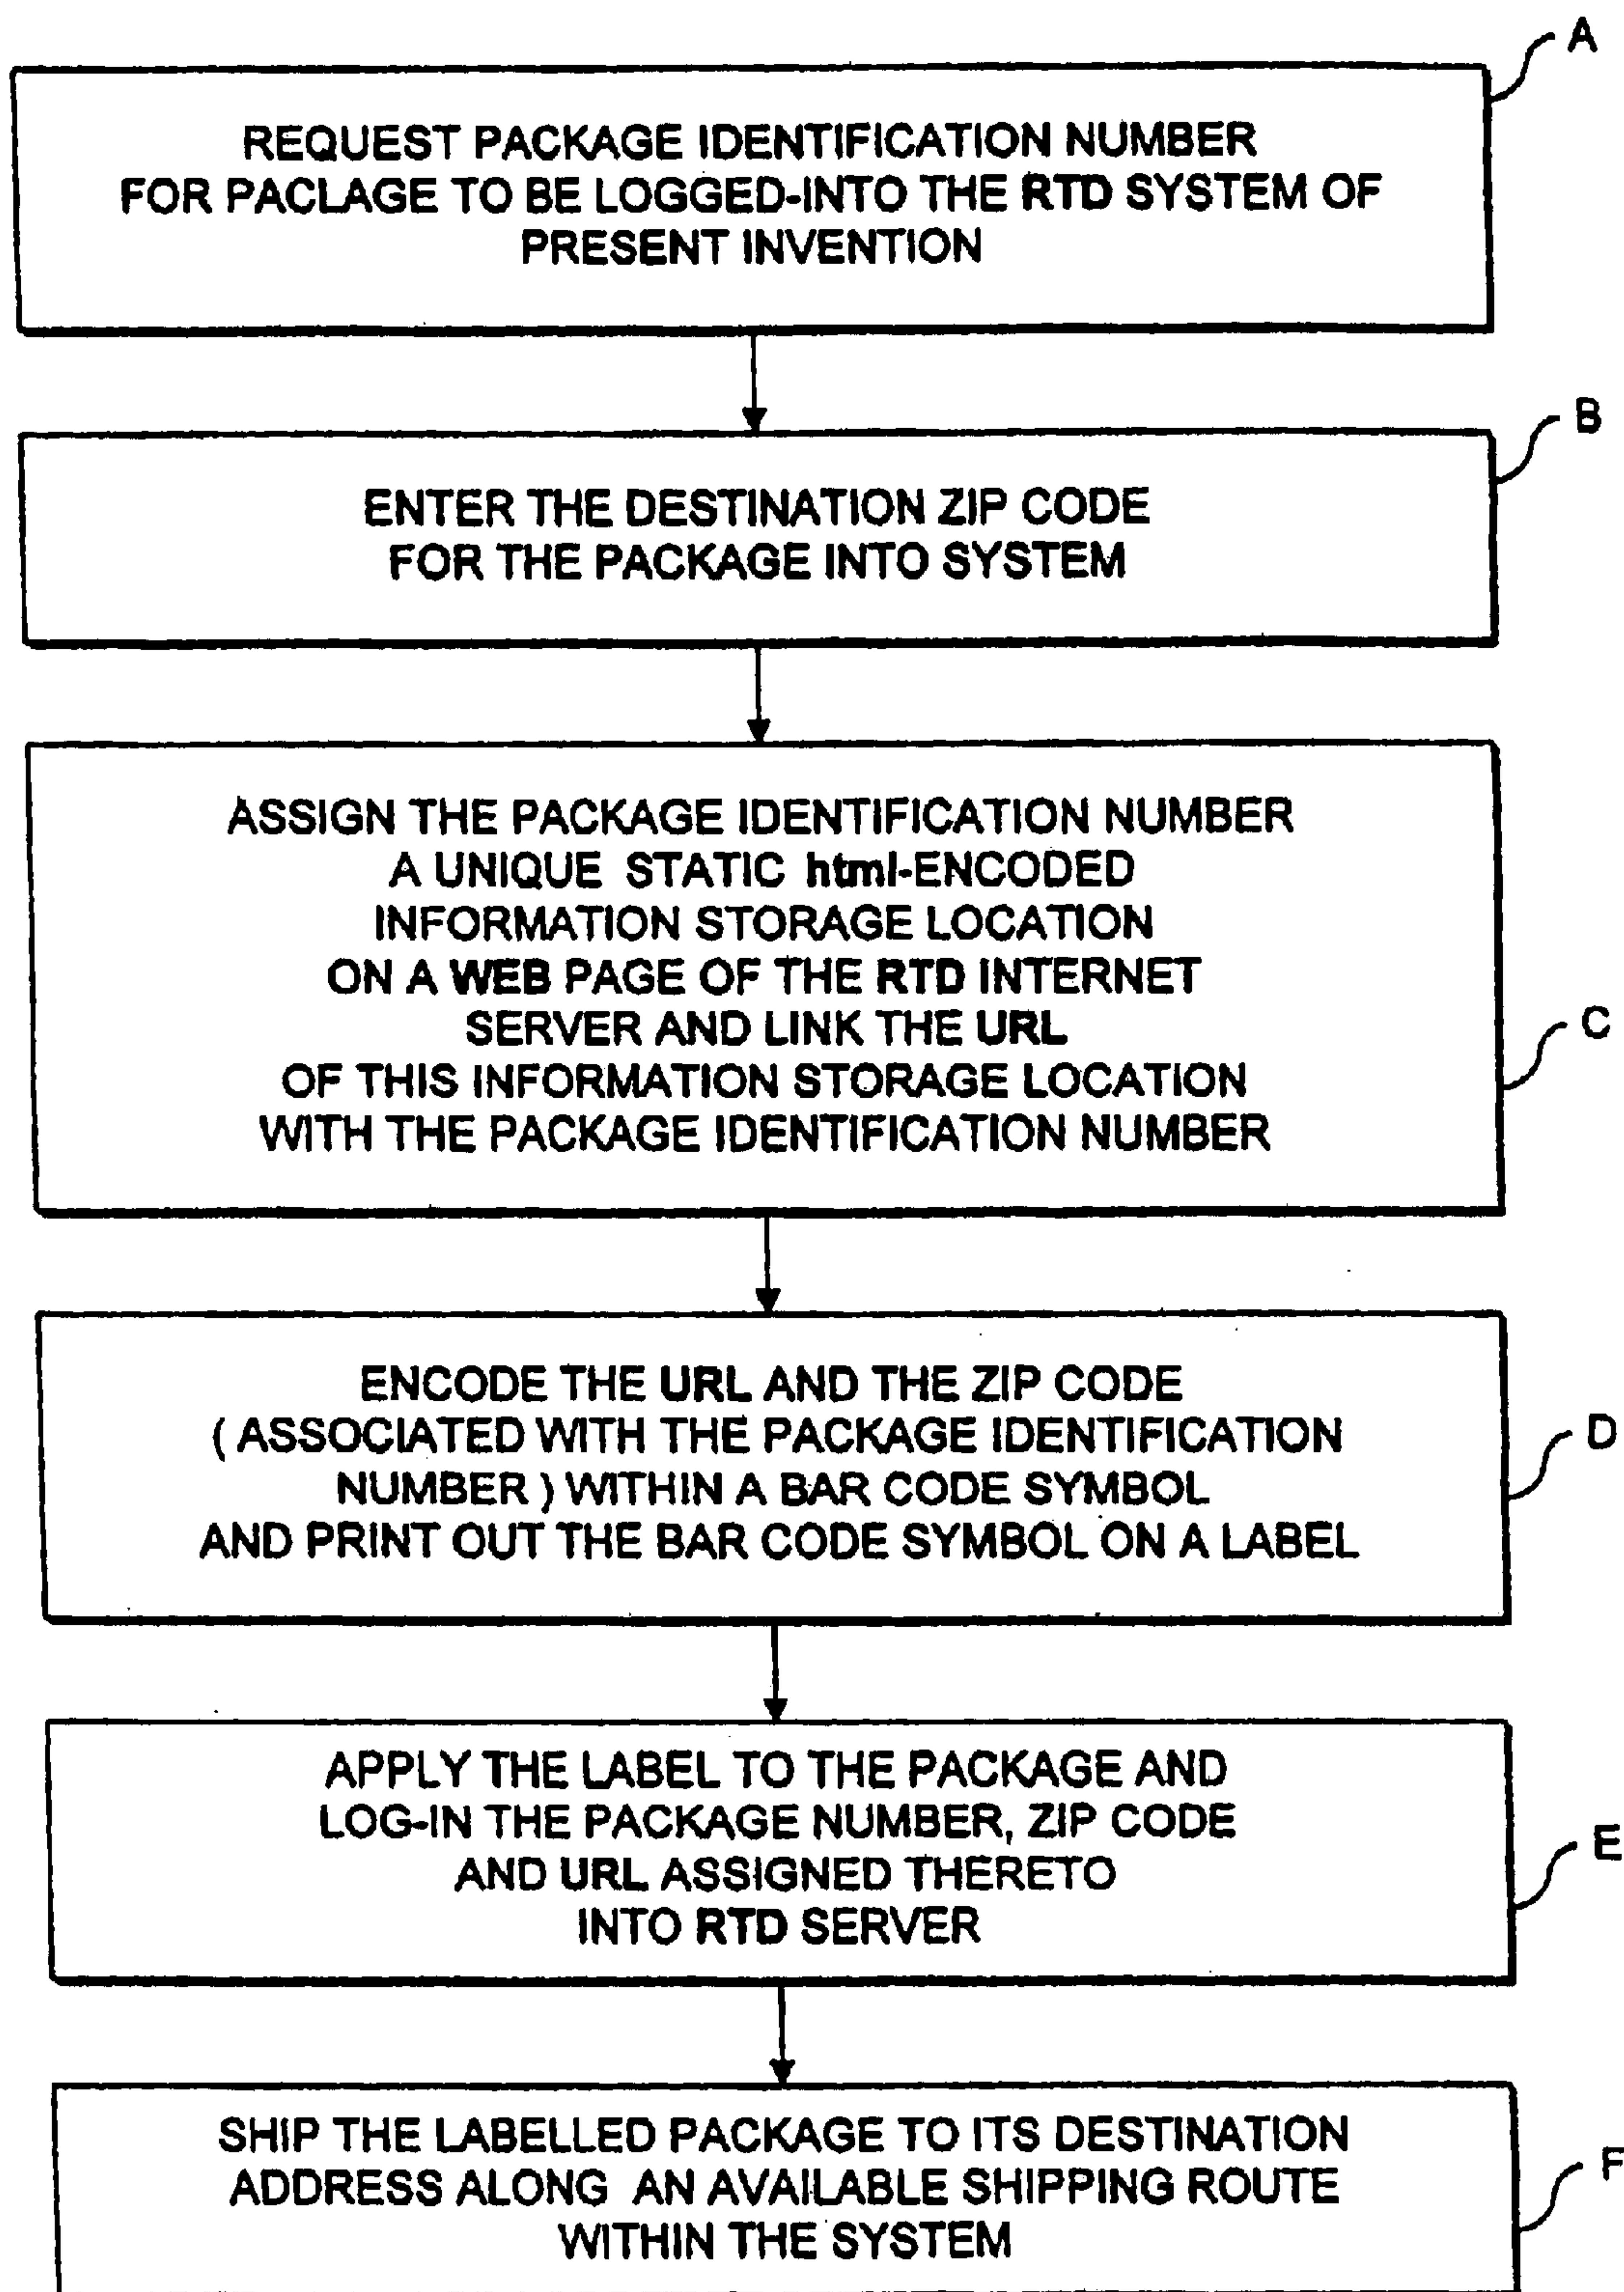 A
REQUEST PACKAGE IDENTIFICATION NUMBER
FOR PACLAGE TO BE LOGGED-INTO THE RTD SYSTEM OF
PRESENT INVENTION
B
ENTER THE DESTINATION ZIP CODE
FOR THE PACKAGE INTO SYSTEM
ASSIGN THE PACKAGE IDENTIFICATION NUMBER
A UNIQUE STATIC html-ENCODED
INFORMATION STORAGE LOCATION
ON A WEB PAGE OF THE RTD INTERNET
SERVER AND LINK THE URL
C
OF THIS INFORMATION STORAGE LOCATION
WITH THE PACKAGE IDENTIFICATION NUMBER
ENCODE THE URL AND THE ZIP CODE
( ASSOCIATED WITH THE PACKAGE IDENTIFICATION
D
NUMBER ) WITHIN A BAR CODE SYMBOL
AND PRINT OUT THE BAR CODE SYMBOL ON A LABEL
APPLY THE LABEL TO THE PACKAGE AND
LOG-IN THE PACKAGE NUMBER, ZIP CODE
E
AND URL ASSIGNED THERETO
INTO RTD SERVER
SHIP THE LABELLED PACKAGE TO ITS DESTINATION
F
ADDRESS ALONG AN AVAILABLE SHIPPING ROUTE
WITHIN THE SYSTEM